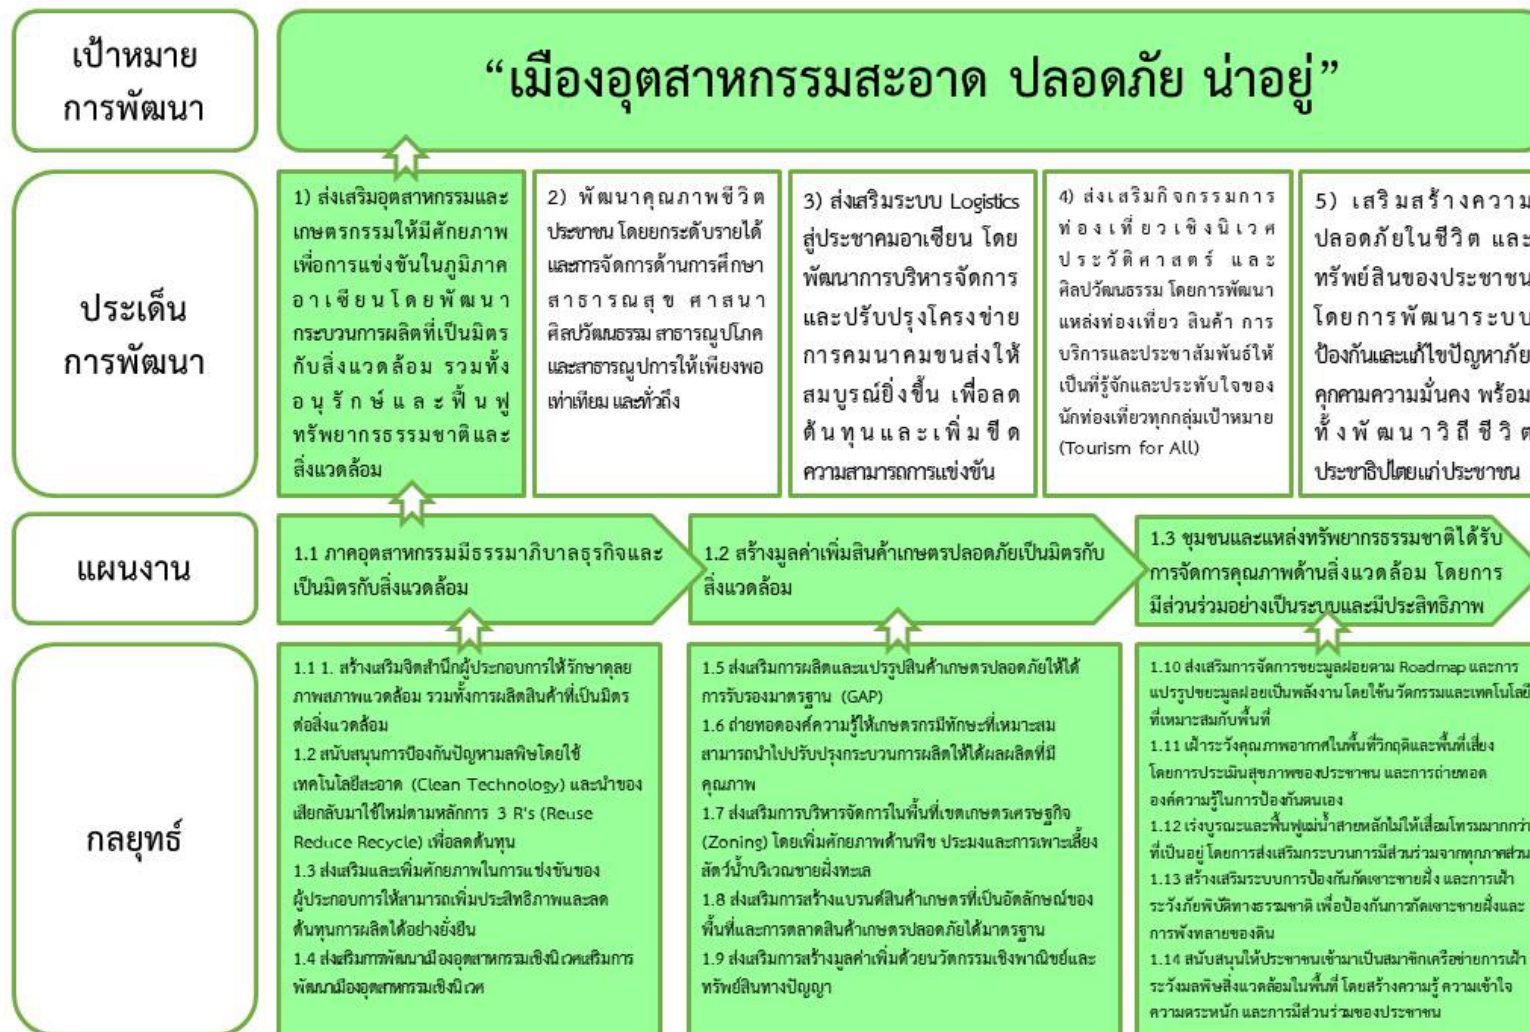 เป้าหมาย
การพัฒนา
“เมืองอุตสาหกรรมสะอาด ปลอดภัย น่าอยู่”
ประเด็น
การพัฒนา
1) ส่งเสริมอุตสาหกรรมและ
เกษตรกรรมให้มีศักยภาพ
เพื่อการแข่งขันในภูมิภาค
อาเซียนโดยพัฒนา
กระบวนการผลิตที่เป็นมิตร
กับสิ่งแวดล้อม รวมทั้ง
อนุรักษ์และฟื้นฟู
ทรัพยากรธรรมชาติและ
สิ่งแวดล้อม
2) พัฒนาคุณภาพชีวิต
ประชาชน โดยยกระดับรายได้
และการจัดการด้านการศึกษา
สาธารณสุข ศาสนา
ศิลปวัฒนธรรม สาธารณูปโภค
และสาธารณูปการให้เพียงพอ
เท่าเทียม และทั่วถึง
3) ส่งเสริมระบบ Logistics
สู่ประชาคมอาเซียน โดย
พัฒนาการบริหารจัดการ
และปรับปรุงโครงข่าย
การคมนาคมขนส่งให้
สมบูรณ์ยิ่งขึ้น เพื่อลด
ต้นทุนและเพิ่มขีด
ความสามารถการแข่งขัน
4) ส่งเสริมกิจกรรมการ
ท่องเที่ยวเชิงนิเวศ
ประวัติศาสตร์ และ
ศิลปวัฒนธรรม โดยการพัฒนา
แหล่งท่องเที่ยว สินค้า การ
บริการและประชาสัมพันธ์ให้
เป็นที่รู้จักและประทับใจของ
นักท่องเที่ยวทุกกลุ่มเป้าหมาย
(Tourism for All)
5) เสริมสร้างความ
ปลอดภัยในชีวิต และ
ทรัพย์สินของประชาชน
โดยการพัฒนาระบบ
ป้องกันและแก้ไขปัญหาภัย
คุกคามความมั่นคง พร้อม
ทั้งพัฒนาวิถีชีวิต
ประชาธิปไตยแก่ประชาชน
แผนงาน
1.1 ภาคอุตสาหกรรมมีธรรมาภิบาลธุรกิจและ
เป็นมิตรกับสิ่งแวดล้อม
1.2 สร้างมูลค่าเพิ่มสินค้าเกษตรปลอดภัยเป็นมิตรกับ
สิ่งแวดล้อม
1.3 ชุมชนและแหล่งทรัพยากรธรรมชาติได้รับ
การจัดการคุณภาพด้านสิ่งแวดล้อม โดยการ
มีส่วนร่วมอย่างเป็นระบบและมีประสิทธิภาพ
กลยุทธ์
1.1 1. สร้างเสริมจิตสำนึกผู้ประกอบการให้รักษาดุลย
ภาพสภาพแวดล้อม รวมทั้งการผลิตสินค้าที่เป็นมิตร
ต่อสิ่งแวดล้อม
1.2 สนับสนุนการป้องกันปัญหามลพิษโดยใช้
เทคโนโลยีสะอาด (Clean Technology) และนำของ
เสียกลับมาใช้ใหม่ตามหลักการ 3 R's (Reuse
Reduce Recycle) เพื่อลดต้นทุน
1.3 ส่งเสริมและเพิ่มศักยภาพในการแข่งขันของ
ผู้ประกอบการให้สามารถเพิ่มประสิทธิภาพและลด
ต้นทุนการผลิตได้อย่างยั่งยืน
1.4 ส่งเสริมการพัฒนาเมืองอุตสาหกรรมเชิงนิเวศเสริมการ
พัฒนาเมืองอุตสาหกรรมเชิงนิเวศ
1.5 ส่งเสริมการผลิตและแปรรูปสินค้าเกษตรปลอดภัยให้ได้
การรับรองมาตรฐาน (GAP)
1.6 ถ่ายทอดองค์ความรู้ให้เกษตรกรมีทักษะที่เหมาะสม
สามารถนำไปปรับปรุงกระบวนการผลิตให้ได้ผลผลิตที่มี
คุณภาพ
1.7 ส่งเสริมการบริหารจัดการในพื้นที่เขตเกษตรเศรษฐกิจ
(Zoning) โดยเพิ่มศักยภาพด้านพืช ประมงและการเพาะเลี้ยง
สัตว์น้ำบริเวณชายฝั่งทะเล
1.8 ส่งเสริมการสร้างแบรนด์สินค้าเกษตรที่เป็นอัตลักษณ์ของ
พื้นที่และการตลาดสินค้าเกษตรปลอดภัยได้มาตรฐาน
1.9 ส่งเสริมการสร้างมูลค่าเพิ่มด้วยนวัตกรรมเชิงพาณิชย์และ
ทรัพย์สินทางปัญญา
1.10 ส่งเสริมการจัดการขยะมูลฝอยตาม Roadmap และการ
แปรรูปขยะมูลฝอยเป็นพลังงาน โดยใช้นวัตกรรมและเทคโนโลยี
ที่เหมาะสมกับพื้นที่
1.11 เฝ้าระวังคุณภาพอากาศในพื้นที่วิกฤติและพื้นที่เสี่ยง
โดยการประเมินสุขภาพของประชาชน และการถ่ายทอด
องค์ความรู้ในการป้องกันตนเอง
1.12 เร่งบูรณะและฟื้นฟูแม่น้ำสายหลักไม่ให้เสื่อมโทรมมากกว่า
ที่เป็นอยู่ โดยการส่งเสริมกระบวนการมีส่วนร่วมจากทุกภาคส่วน
1.13 สร้างเสริมระบบการป้องกันกัดเซาะชายฝั่ง และการเฝ้า
ระวังภัยพิบัติทางธรรมชาติ เพื่อป้องกันการกัดเซาะชายฝั่งและ
การพังทลายของดิน
1.14 สนับสนุนให้ประชาชนเข้ามาเป็นสมาชิกเครือข่ายการเฝ้า
ระวังมลพิษสิ่งแวดล้อมในพื้นที่ โดยสร้างความรู้ ความเข้าใจ
ความตระหนัก และการมีส่วนร่วมของประชาชน